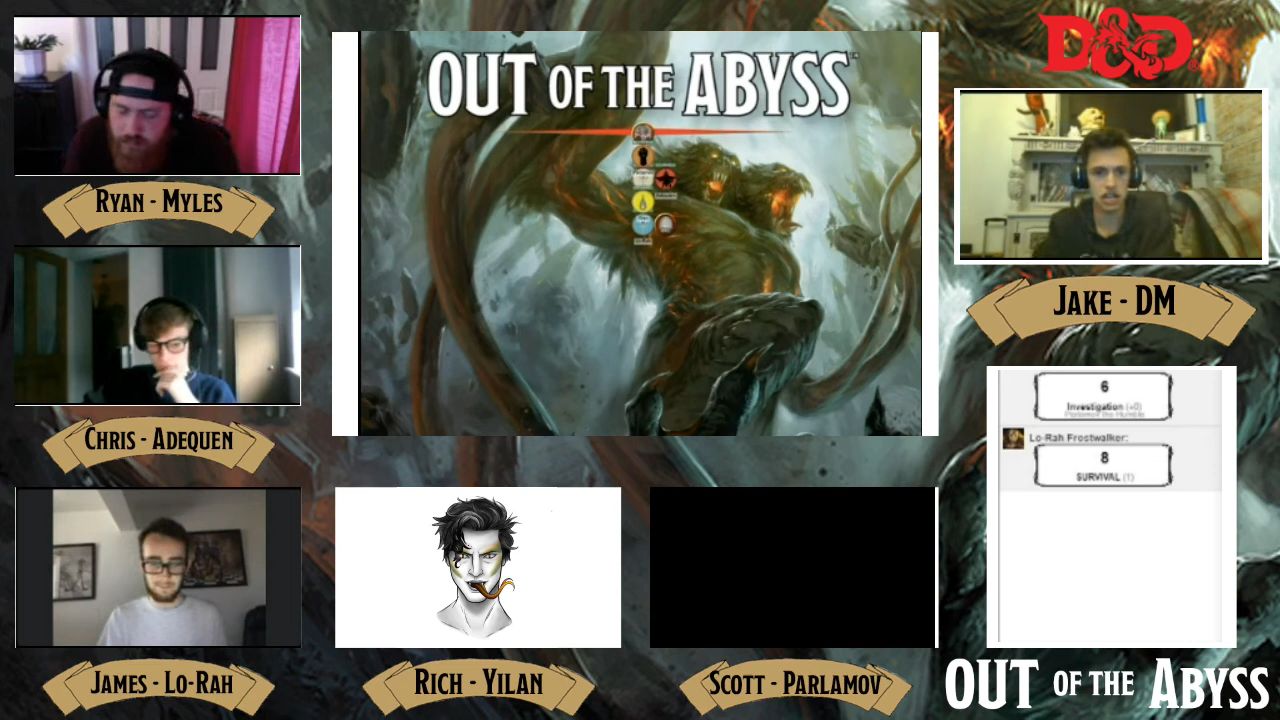 OUT OF THE ABYSS
D&D
RYAN - MYLES
JAKE - DM
CHRIS - ADEQUEN
6
Investigation (+0)
Lo-Rah Frostwalker:
8
SURVIVAL (1)
JAMES - LO-RAH
RICH - YILAN
SCOTT - PARLAMOV
OUT OF THE ABYSS